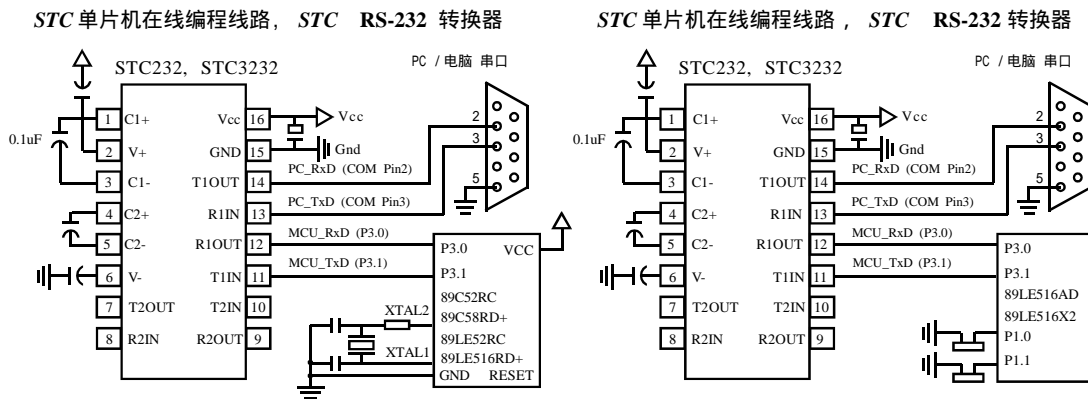 STC 单片机在线编程线路， STC RS-232 转换器
STC232, STC3232
PC / 电脑 串口
0.1uF
1 C1+
2 V+
3 C1-
4 C2+
5 C2-
6 V-
7 T2OUT
8 R2IN
Vcc 16
GND 15
T1OUT 14
R1IN 13
R1OUT 12
T1IN 11
T2IN 10
R2OUT 9
Vcc
Gnd
PC_RxD (COM Pin2)
PC_TxD (COM Pin3)
MCU_RxD (P3.0)
MCU_TxD (P3.1)
2
3
5
P3.0
VCC
P3.1
89C52RC
89C58RD+
89LE52RC
89LE516RD+
GND RESET
XTAL2
XTAL1
STC 单片机在线编程线路 ， STC RS-232 转换器
STC232, STC3232
PC / 电脑 串口
0.1uF
1 C1+
2 V+
3 C1-
4 C2+
5 C2-
6 V-
7 T2OUT
8 R2IN
Vcc 16
GND 15
T1OUT 14
R1IN 13
R1OUT 12
T1IN 11
T2IN 10
R2OUT 9
Vcc
Gnd
PC_RxD (COM Pin2)
PC_TxD (COM Pin3)
MCU_RxD (P3.0)
MCU_TxD (P3.1)
2
3
5
P3.0
P3.1
89LE516AD
89LE516X2
P1.0
P1.1